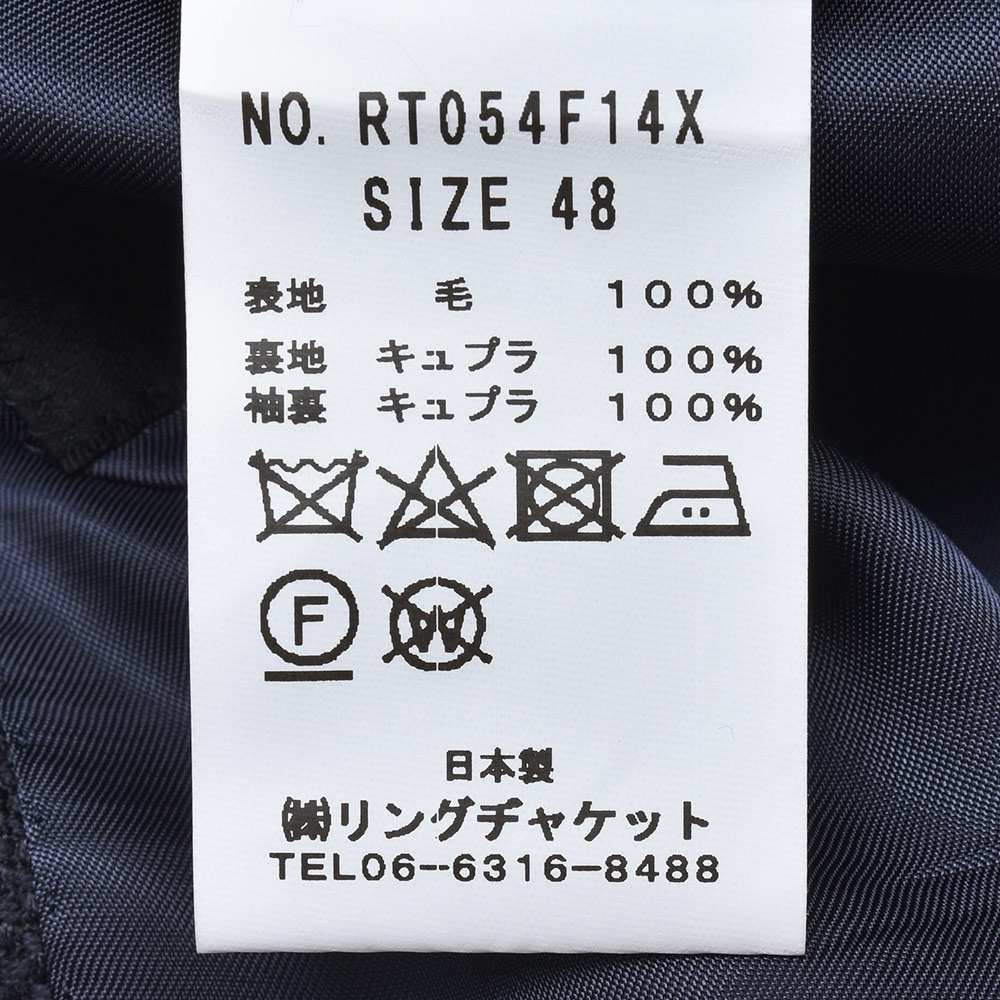 NO. RT054F14X
SIZE 48
表地 毛 100%
裏地 キュプラ 100%
袖裏 キュプラ 100%
F
W
日本製
㈱リングヂャケット
TEL06-6316-8488